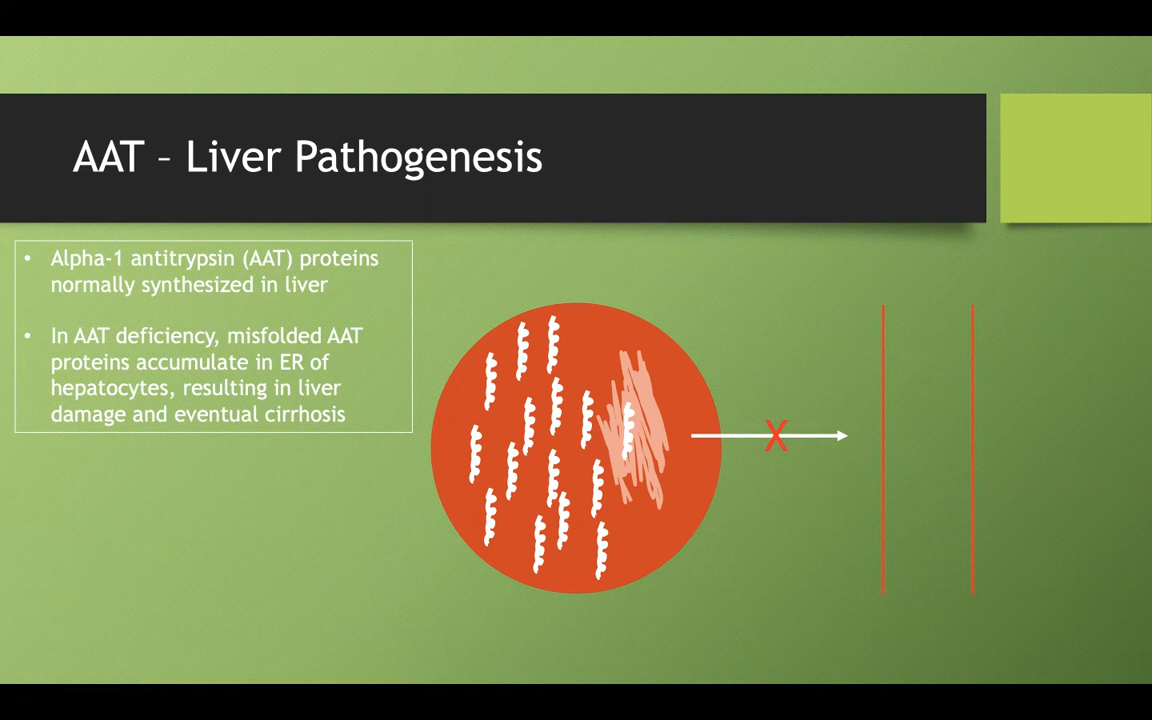 AAT – Liver Pathogenesis
• Alpha-1 antitrypsin (AAT) proteins
normally synthesized in liver
• In AAT deficiency, misfolded AAT
proteins accumulate in ER of
hepatocytes, resulting in liver
damage and eventual cirrhosis
X